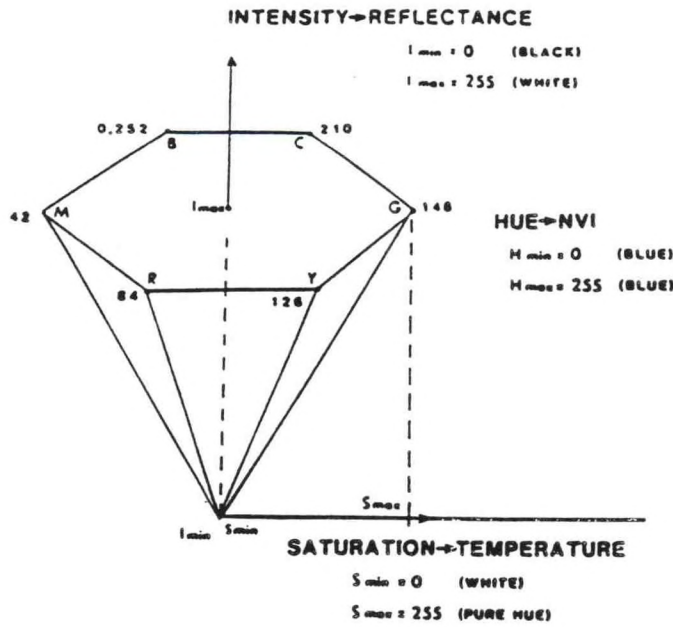 INTENSITY→REFLECTANCE
Imin = 0 (BLACK)
Imax = 255 (WHITE)
0,252
B
C
210
42
M
Imax
G
146
HUE→NVI
Hmin = 0 (BLUE)
Hmax = 255 (BLUE)
R
Y
84
126
Smax
Imin
Smin
SATURATION→TEMPERATURE
Smin = 0 (WHITE)
Smax = 255 (PURE HUE)